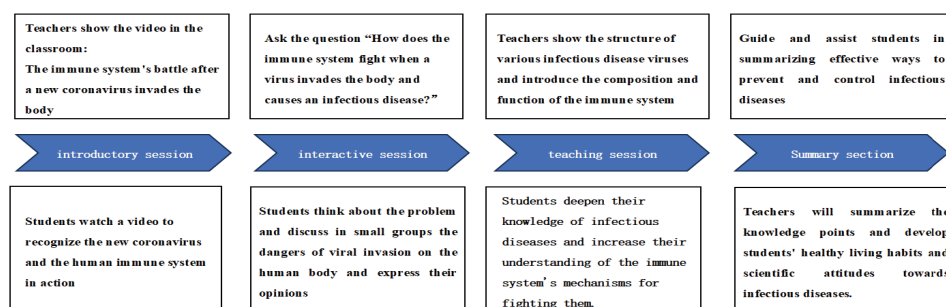 Teachers show the video in the
classroom:
The immune system's battle after
a new coronavirus invades the
body
Ask the question “How does the
immune system fight when a
virus invades the body and
causes an infectious disease?”
Teachers show the structure of
various infectious disease viruses
and introduce the composition and
function of the immune system
Guide and assist students in
summarizing effective ways to
prevent and control infectious
diseases
introductory session
interactive session
teaching session
Summary section
Students watch a video to
recognize the new coronavirus
and the human immune system
in action
Students think about the problem
and discuss in small groups the
dangers of viral invasion on the
human body and express their
opinions
Students deepen their
knowledge of infectious
diseases and increase their
understanding of the immune
system's mechanisms for
fighting them.
Teachers will summarize the
knowledge points and develop
students' healthy living habits and
scientific attitudes towards
infectious diseases.